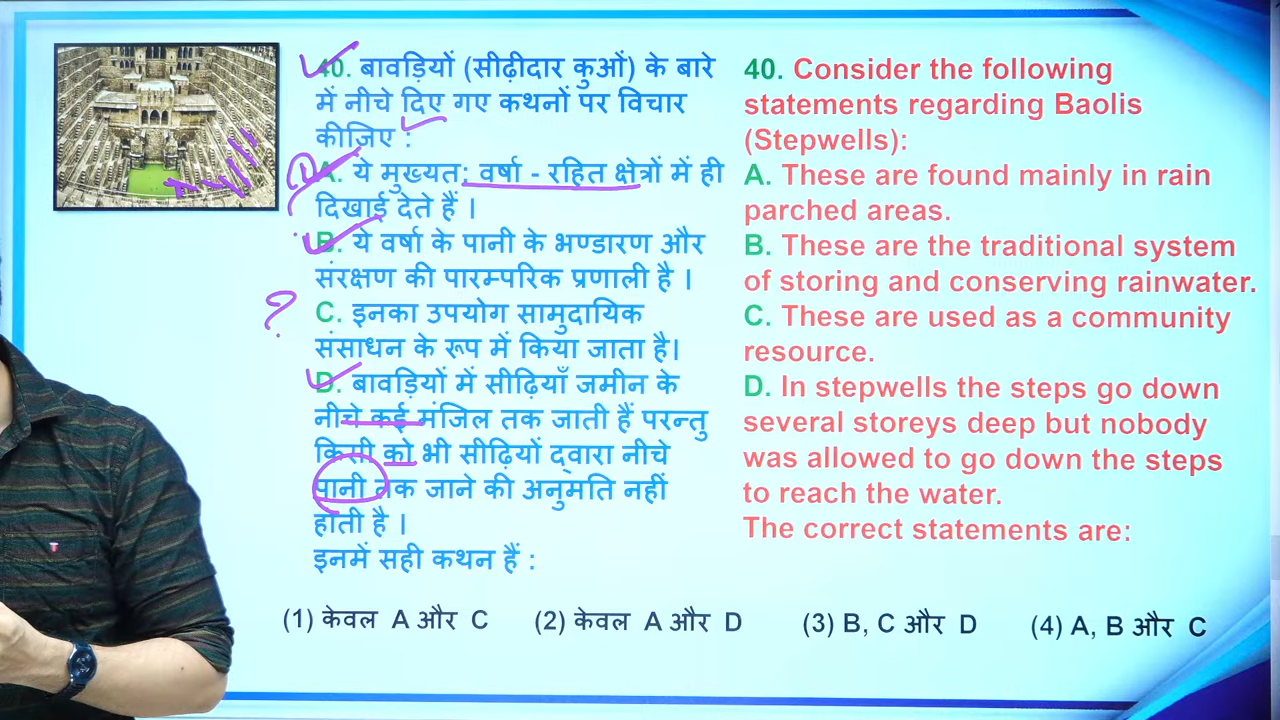 40. बावड़ियों (सीढ़ीदार कुओं) के बारे
में नीचे दिए गए कथनों पर विचार
कीजिए :
A. ये मुख्यत: वर्षा - रहित क्षेत्रों में ही
दिखाई देते हैं ।
B. ये वर्षा के पानी के भण्डारण और
संरक्षण की पारम्परिक प्रणाली है ।
C. इनका उपयोग सामुदायिक
संसाधन के रूप में किया जाता है।
D. बावड़ियों में सीढ़ियाँ जमीन के
नीचे कई मंजिल तक जाती हैं परन्तु
किसी को भी सीढ़ियों द्वारा नीचे
पानी तक जाने की अनुमति नहीं
होती है ।
इनमें सही कथन हैं :
40. Consider the following
statements regarding Baolis
(Stepwells):
A. These are found mainly in rain
parched areas.
B. These are the traditional system
of storing and conserving rainwater.
C. These are used as a community
resource.
D. In stepwells the steps go down
several storeys deep but nobody
was allowed to go down the steps
to reach the water.
The correct statements are:
(1) केवल A और C (2) केवल A और D (3) B, C और D (4) A, B और C